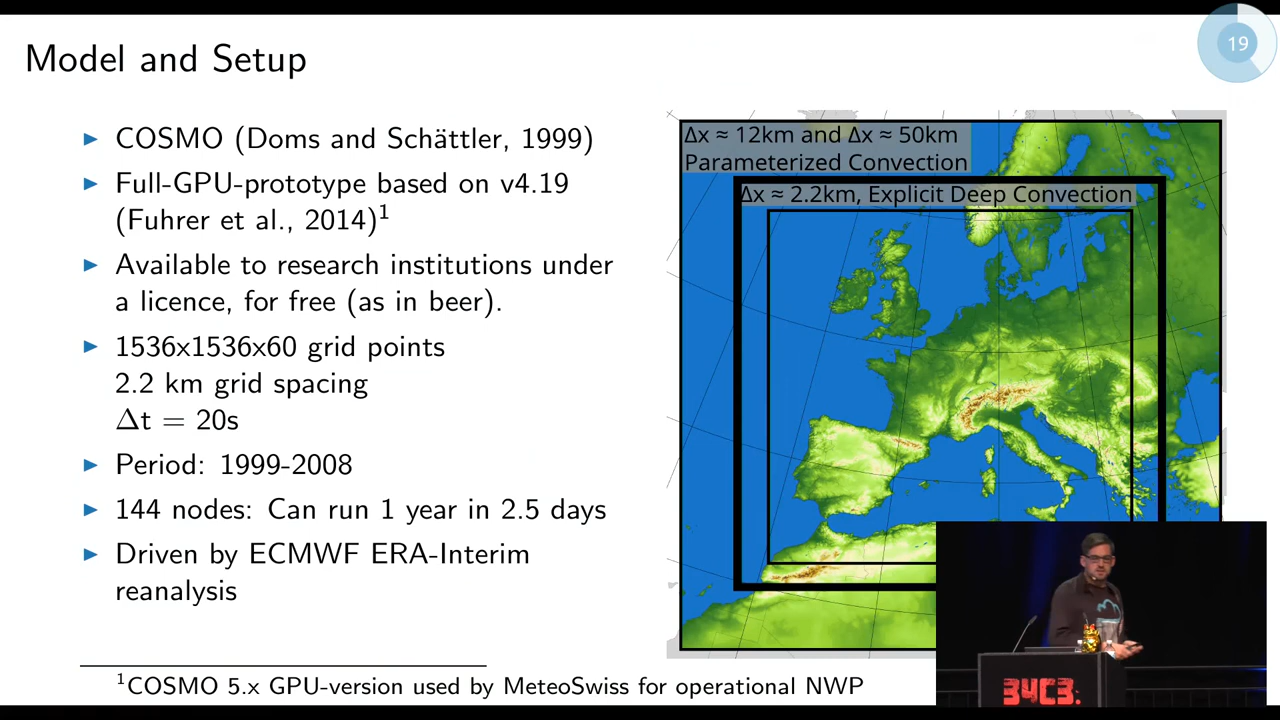 Model and Setup
19
▶ COSMO (Doms and Schättler, 1999)
▶ Full-GPU-prototype based on v4.19
(Fuhrer et al., 2014)¹
▶ Available to research institutions under
a licence, for free (as in beer).
▶ 1536x1536x60 grid points
2.2 km grid spacing
Δt = 20s
▶ Period: 1999-2008
▶ 144 nodes: Can run 1 year in 2.5 days
▶ Driven by ECMWF ERA-Interim
reanalysis
¹COSMO 5.x GPU-version used by MeteoSwiss for operational NWP
Δx ≈ 12km and Δx ≈ 50km
Parameterized Convection
Δx ≈ 2.2km, Explicit Deep Convection
34C3.